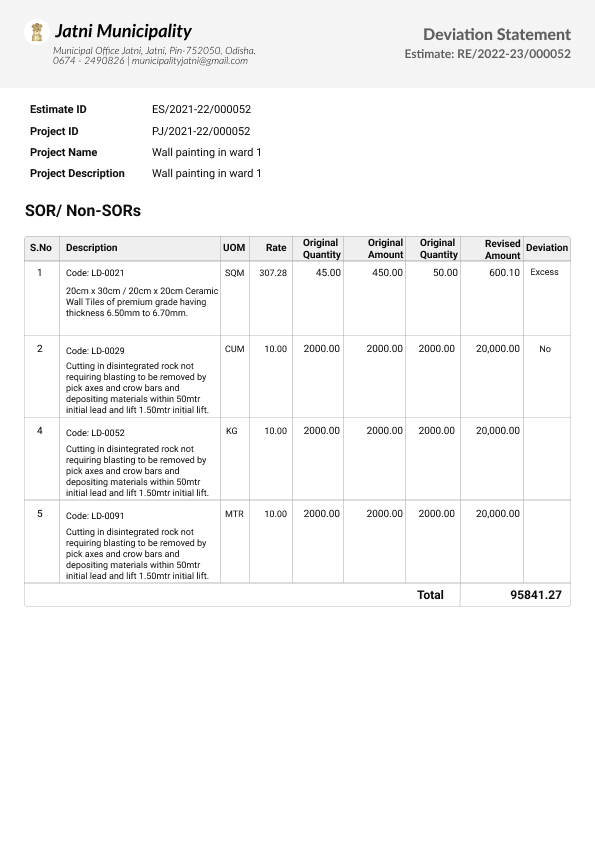 Jatni Municipality
Municipal Office Jatni, Jatni, Pin-752050, Odisha.
0674 - 2490826 | municipalityjatni@gmail.com
Deviation Statement
Estimate: RE/2022-23/000052
Estimate ID ES/2021-22/000052
Project ID PJ/2021-22/000052
Project Name Wall painting in ward 1
Project Description Wall painting in ward 1
SOR/ Non-SORs
S.No Description UOM Rate Original Quantity Original Amount Original Quantity Revised Amount Deviation
1 Code: LD-0021 SQM 307.28 45.00 450.00 50.00 600.10 Excess
20cm x 30cm / 20cm x 20cm Ceramic
Wall Tiles of premium grade having
thickness 6.50mm to 6.70mm.
2 Code: LD-0029 CUM 10.00 2000.00 2000.00 2000.00 20,000.00 No
Cutting in disintegrated rock not
requiring blasting to be removed by
pick axes and crow bars and
depositing materials within 50mtr
initial lead and lift 1.50mtr initial lift.
4 Code: LD-0052 KG 10.00 2000.00 2000.00 2000.00 20,000.00
Cutting in disintegrated rock not
requiring blasting to be removed by
pick axes and crow bars and
depositing materials within 50mtr
initial lead and lift 1.50mtr initial lift.
5 Code: LD-0091 MTR 10.00 2000.00 2000.00 2000.00 20,000.00
Cutting in disintegrated rock not
requiring blasting to be removed by
pick axes and crow bars and
depositing materials within 50mtr
initial lead and lift 1.50mtr initial lift.
Total 95841.27